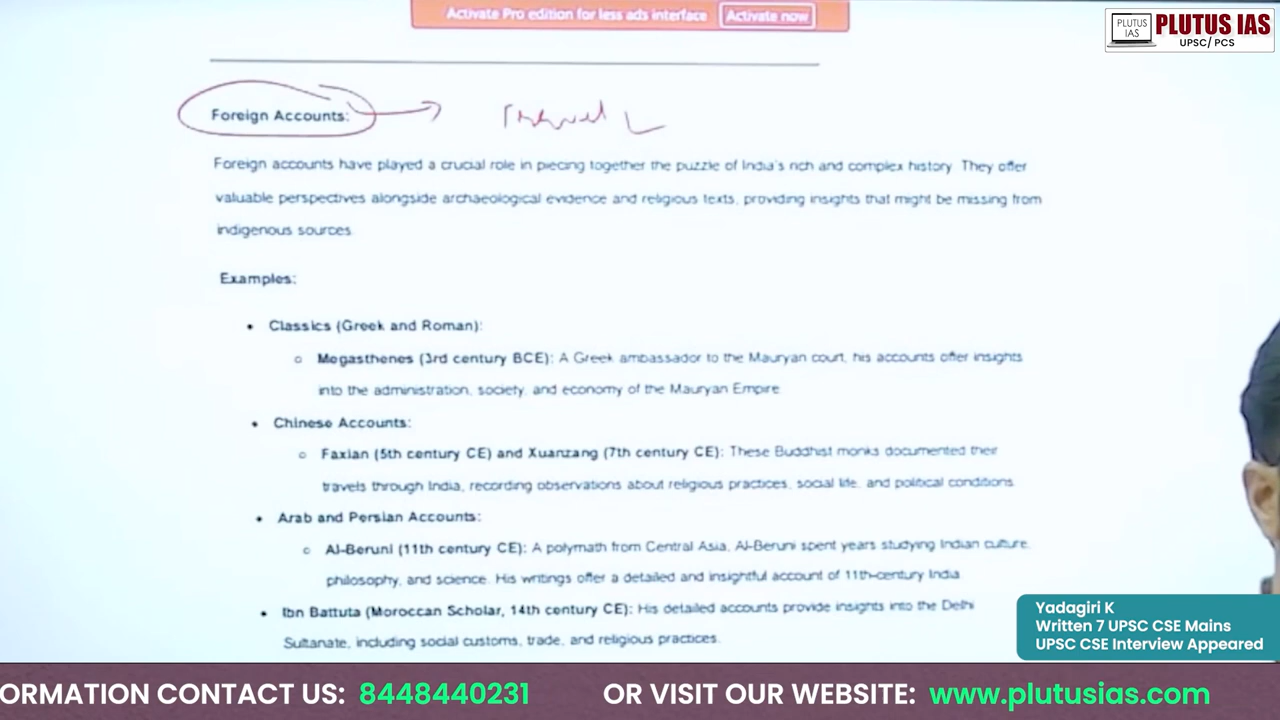 Activate Pro edition for less ads interface Activate now
PLUTUS IAS
PLUTUS IAS
UPSC/ PCS
Foreign Accounts:
Foreign accounts have played a crucial role in piecing together the puzzle of India's rich and complex history. They offer
valuable perspectives alongside archaeological evidence and religious texts, providing insights that might be missing from
indigenous sources.
Examples:
• Classics (Greek and Roman):
o Megasthenes (3rd century BCE): A Greek ambassador to the Mauryan court, his accounts offer insights
into the administration, society, and economy of the Mauryan Empire.
• Chinese Accounts:
o Faxian (5th century CE) and Xuanzang (7th century CE): These Buddhist monks documented their
travels through India, recording observations about religious practices, social life, and political conditions.
• Arab and Persian Accounts:
o Al-Beruni (11th century CE): A polymath from Central Asia, Al-Beruni spent years studying Indian culture,
philosophy, and science. His writings offer a detailed and insightful account of 11th-century India.
• Ibn Battuta (Moroccan Scholar, 14th century CE): His detailed accounts provide insights into the Delhi
Sultanate, including social customs, trade, and religious practices.
Yadagiri K
Written 7 UPSC CSE Mains
UPSC CSE Interview Appeared
ORMATION CONTACT US: 8448440231 OR VISIT OUR WEBSITE: www.plutusias.com